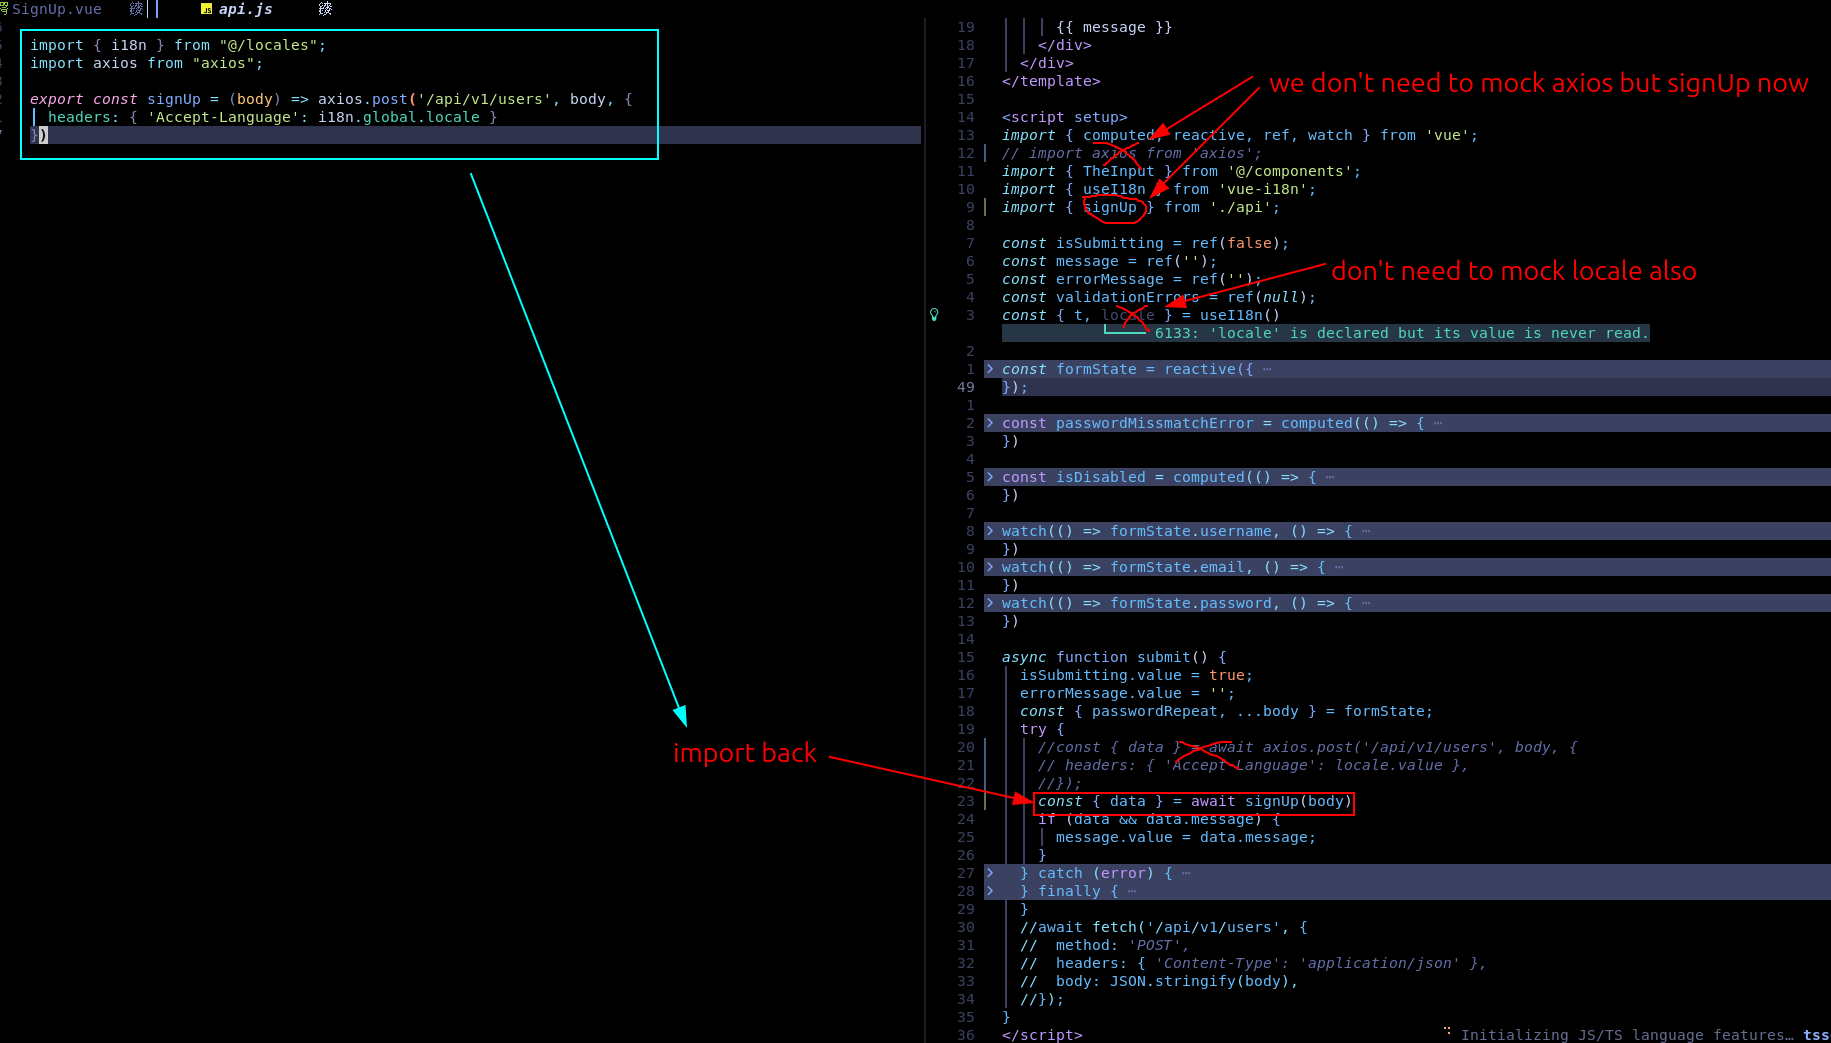 SignUp.vue
api.js
import { i18n } from "@/locales";
import axios from "axios";
export const signUp = (body) => axios.post('/api/v1/users', body, {
headers: { 'Accept-Language': i18n.global.locale }
})
import back
19 {{ message }}
18 </div>
17 </div>
16 </template>
15
14 <script setup>
13 import { computed, reactive, ref, watch } from 'vue';
12 // import axios from 'axios';
11 import { TheInput } from '@/components';
10 import { useI18n } from 'vue-i18n';
9 import { signUp } from './api';
8
7 const isSubmitting = ref(false);
6 const message = ref('');
5 const errorMessage = ref('');
4 const validationErrors = ref(null);
3 const { t, locale } = useI18n()
6133: 'locale' is declared but its value is never read.
2
1 const formState = reactive({ ⋯
49 });
1
2 const passwordMissmatchError = computed(() => { ⋯
3 })
4
5 const isDisabled = computed(() => { ⋯
6 })
7
8 watch(() => formState.username, () => { ⋯
9 })
10 watch(() => formState.email, () => { ⋯
11 })
12 watch(() => formState.password, () => { ⋯
13 })
14
15 async function submit() {
16 isSubmitting.value = true;
17 errorMessage.value = '';
18 const { passwordRepeat, ...body } = formState;
19 try {
20 //const { data } = await axios.post('/api/v1/users', body, {
21 // headers: { 'Accept-Language': locale.value },
22 //});
23 const { data } = await signUp(body)
24 if (data && data.message) {
25 message.value = data.message;
26 }
27 } catch (error) { ⋯
28 } finally { ⋯
29 }
30 //await fetch('/api/v1/users', {
31 // method: 'POST',
32 // headers: { 'Content-Type': 'application/json' },
33 // body: JSON.stringify(body),
34 //});
35 }
36 </script>
we don't need to mock axios but signUp now
don't need to mock locale also
Initializing JS/TS language features…